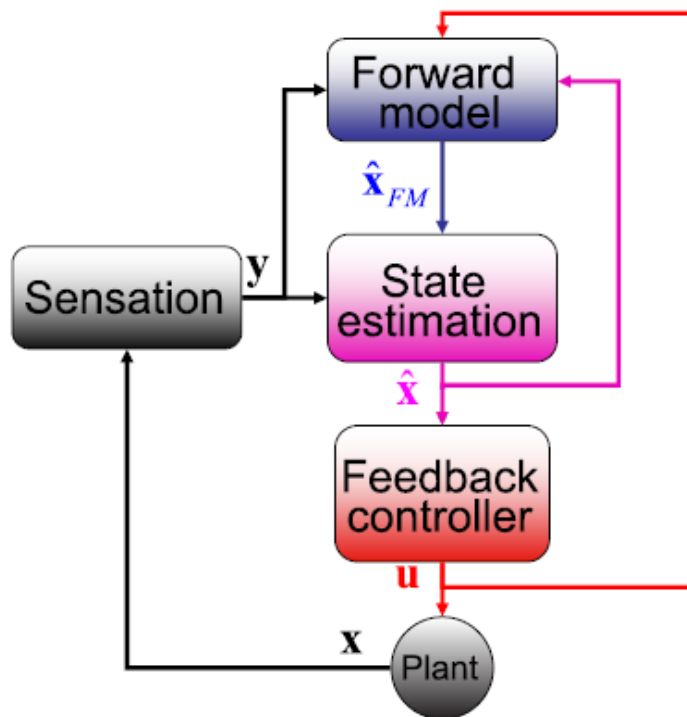 Forward
model
x̂FM
y
Sensation
State
estimation
x̂
Feedback
controller
u
x
Plant